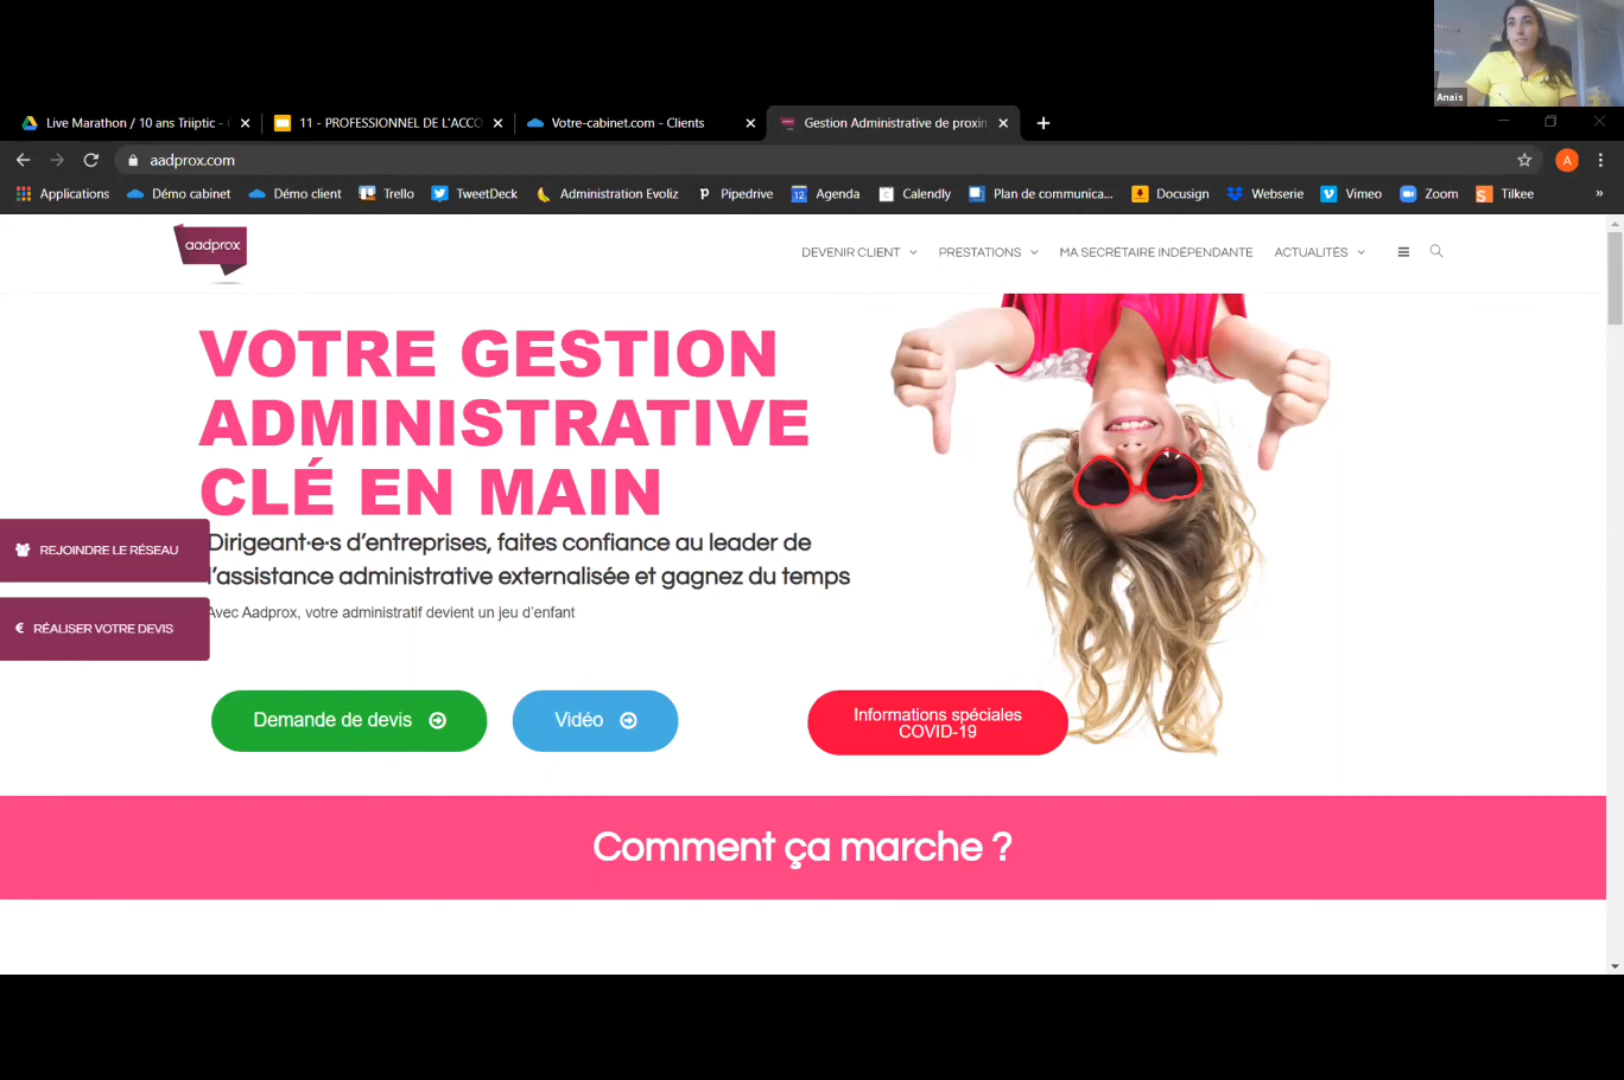 Anaïs
Live Marathon / 10 ans Triiptic -
11 - PROFESSIONNEL DE L'ACCO
Votre-cabinet.com - Clients
Gestion Administrative de proxin
aadprox.com
A
Applications
Démo cabinet
Démo client
Trello
TweetDeck
Administration Evoliz
Pipedrive
12
Agenda
Calendly
Plan de communica...
Docusign
Webserie
Vimeo
Zoom
Tilkee
»
aadprox
DEVENIR CLIENT
PRESTATIONS
MA SECRÉTAIRE INDÉPENDANTE
ACTUALITÉS
VOTRE GESTION
ADMINISTRATIVE
CLÉ EN MAIN
Dirigeant·e·s d’entreprises, faites confiance au leader de
l’assistance administrative externalisée et gagnez du temps
Avec Aadprox, votre administratif devient un jeu d’enfant
REJOINDRE LE RÉSEAU
€ RÉALISER VOTRE DEVIS
Demande de devis
Vidéo
Informations spéciales
COVID-19
Comment ça marche ?